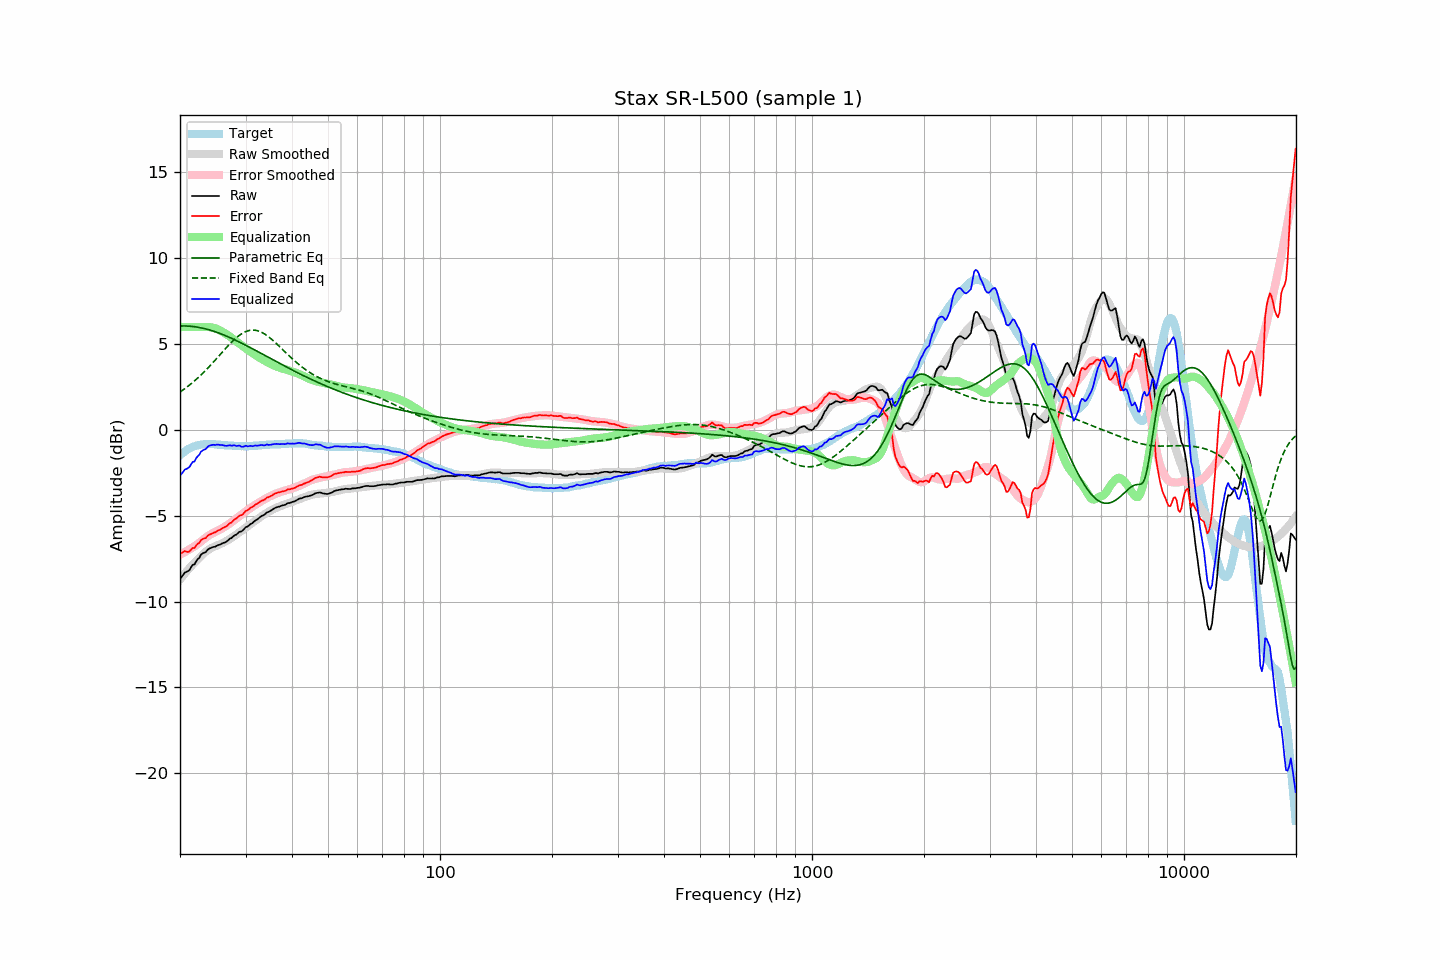 Stax SR-L500 (sample 1)
Target
Raw Smoothed
Error Smoothed
Raw
Error
Equalization
Parametric Eq
Fixed Band Eq
Equalized
15
10
5
0
−5
−10
−15
−20
Amplitude (dBr)
100
1000
10000
Frequency (Hz)